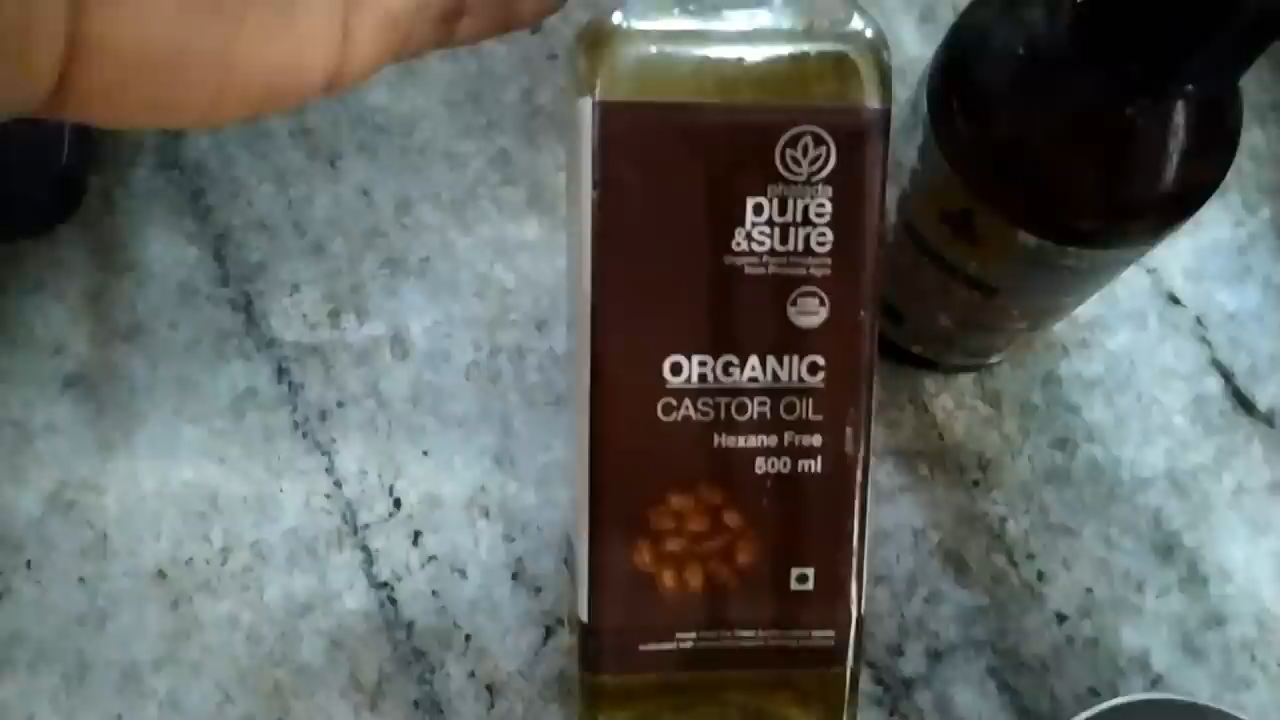 phalada
pure
&sure
ORGANIC
CASTOR OIL
Hexane Free
500 ml